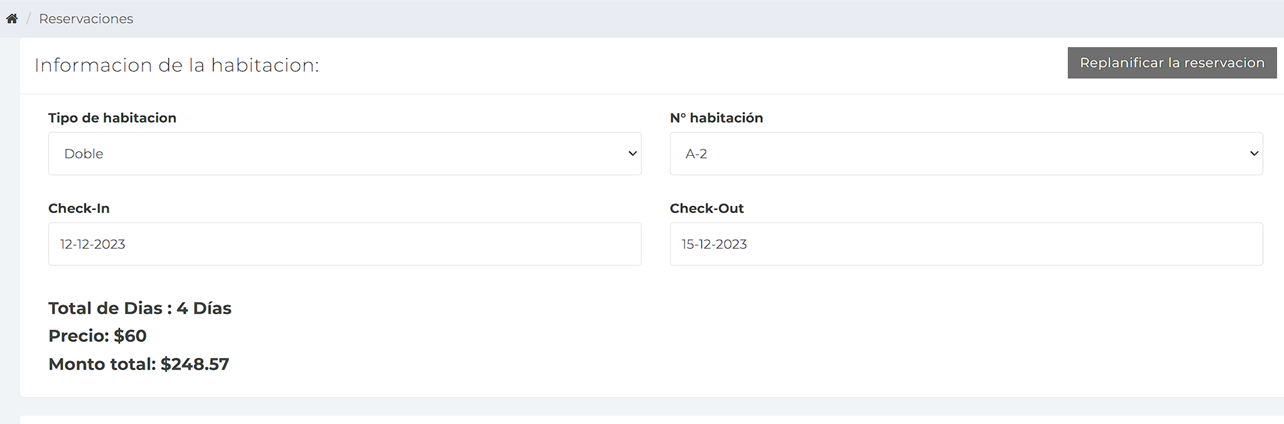 / Reservaciones
Informacion de la habitacion:
Replanificar la reservacion
Tipo de habitacion
N° habitación
Doble
A-2
Check-In
Check-Out
12-12-2023
15-12-2023
Total de Dias : 4 Días
Precio: $60
Monto total: $248.57